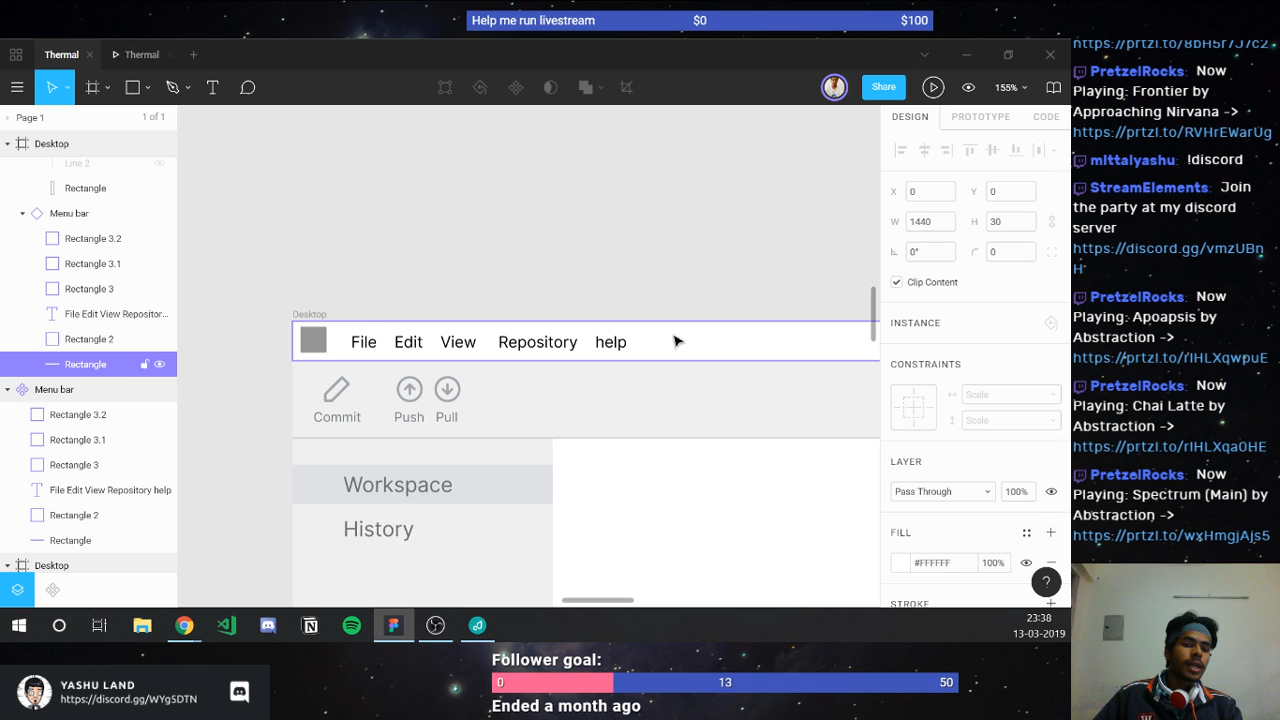 Help me run livestream $0 $100
Thermal
Thermal
Share
155%
Page 1
1 of 1
Desktop
Line 2
Rectangle
Menu bar
Rectangle 3.2
Rectangle 3.1
Rectangle 3
File Edit View Repositor...
Rectangle 2
Rectangle
Menu bar
Rectangle 3.2
Rectangle 3.1
Rectangle 3
File Edit View Repository help
Rectangle 2
Rectangle
Desktop
Desktop
File Edit View Repository help
Commit Push Pull
Workspace
History
DESIGN PROTOTYPE CODE
X 0 Y 0
W 1440 H 30
0° 0
Clip Content
INSTANCE
CONSTRAINTS
Scale
Scale
LAYER
Pass Through 100%
FILL
#FFFFFF 100%
STROKE
?
23:38
13-03-2019
https://prtzl.to/8bH5r7J7c2
PretzelRocks: Now
Playing: Frontier by
Approaching Nirvana ->
https://prtzl.to/RVHrEWarUg
mittalyashu: !discord
StreamElements: Join
the party at my discord
server
https://discord.gg/vmzUBn
H
PretzelRocks: Now
Playing: Apoapsis by
Abstraction ->
https://prtzl.to/rIHLXqwpuE
PretzelRocks: Now
Playing: Chai Latte by
Abstraction ->
https://prtzl.to/rIHLXqa0HE
PretzelRocks: Now
Playing: Spectrum (Main) by
Abstraction ->
https://prtzl.to/wxHmgjAjs5
YASHU LAND
https://discord.gg/WYg5DTN
Follower goal:
0 13 50
Ended a month ago